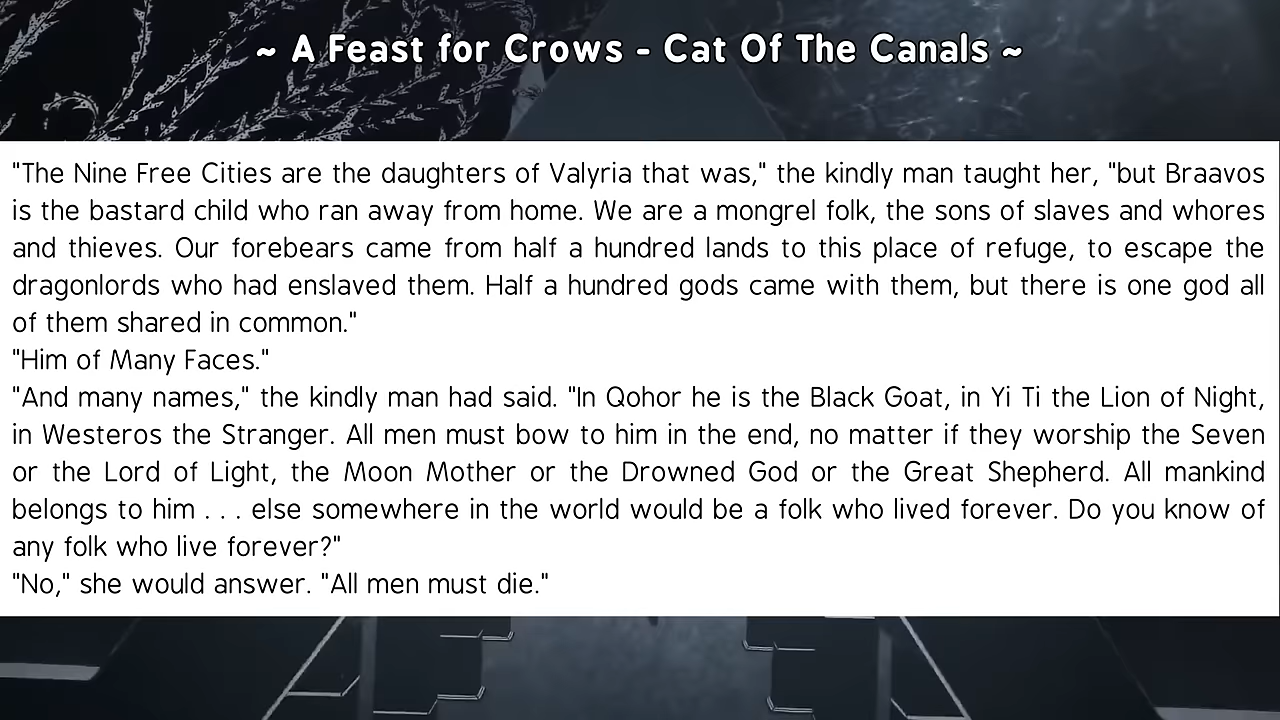 ~ A Feast for Crows - Cat Of The Canals ~
"The Nine Free Cities are the daughters of Valyria that was," the kindly man taught her, "but Braavos
is the bastard child who ran away from home. We are a mongrel folk, the sons of slaves and whores
and thieves. Our forebears came from half a hundred lands to this place of refuge, to escape the
dragonlords who had enslaved them. Half a hundred gods came with them, but there is one god all
of them shared in common."
"Him of Many Faces."
"And many names," the kindly man had said. "In Qohor he is the Black Goat, in Yi Ti the Lion of Night,
in Westeros the Stranger. All men must bow to him in the end, no matter if they worship the Seven
or the Lord of Light, the Moon Mother or the Drowned God or the Great Shepherd. All mankind
belongs to him . . . else somewhere in the world would be a folk who lived forever. Do you know of
any folk who live forever?"
"No," she would answer. "All men must die."